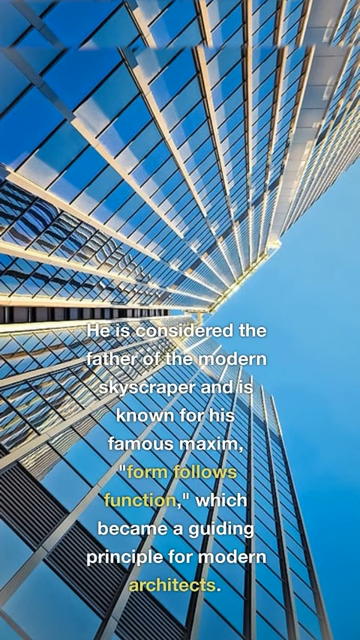 He is considered the
father of the modern
skyscraper and is
known for his
famous maxim,
"form follows
function," which
became a guiding
principle for modern
architects.